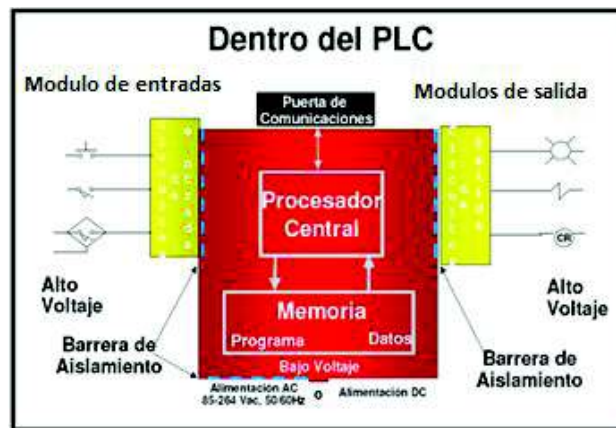 Dentro del PLC
Modulo de entradas
Puerta de
Comunicaciones
Modulos de salida
Procesador
Central
CR
Alto
Voltaje
Memoria
Programa
Datos
Alto
Voltaje
Barrera de
Aislamiento
Bajo Voltaje
Barrera de
Aislamiento
Alimentación AC
85-264 Vac, 50/60Hz
O
Alimentación DC